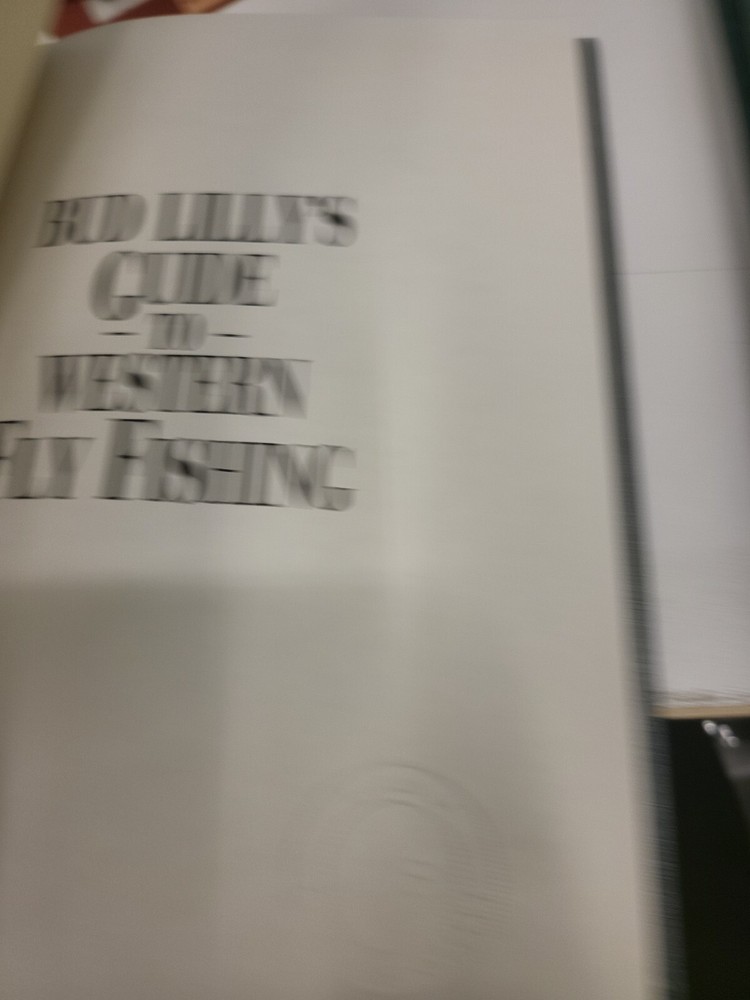 BUD LILLY'S
GUIDE
— TO —
WESTERN
FLY FISHING